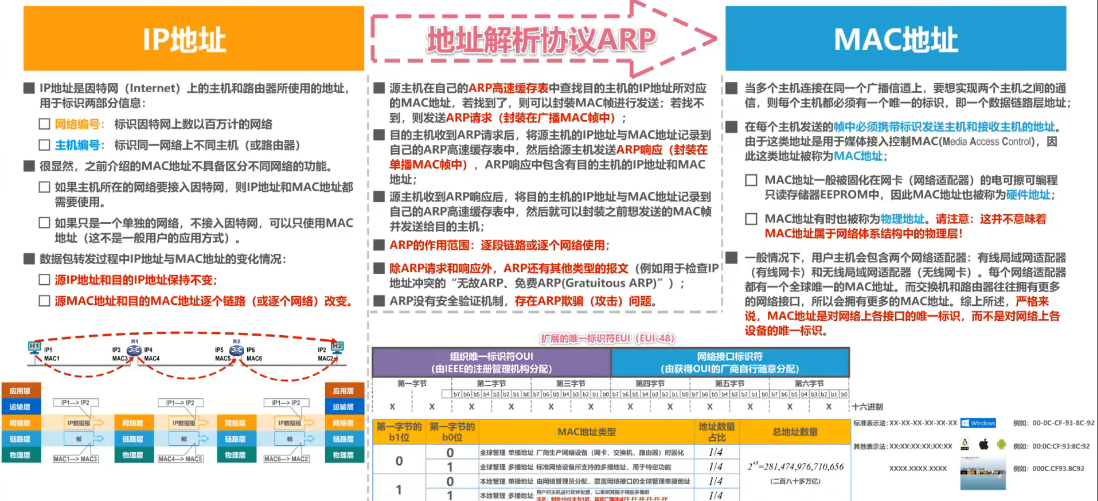 IP地址
IP地址是因特网（Internet）上的主机和路由器所使用的地址，
用于标识两部分信息：
网络编号： 标识因特网上数以百万计的网络
主机编号： 标识同一网络上不同主机（或路由器）
很显然，之前介绍的MAC地址不具备区分不同网络的功能。
如果主机所在的网络要接入因特网，则IP地址和MAC地址都
需要使用。
如果只是一个单独的网络，不接入因特网，可以只使用MAC
地址（这不是一般用户的应用方式）。
数据包转发过程中IP地址与MAC地址的变化情况：
源IP地址和目的IP地址保持不变；
源MAC地址和目的MAC地址逐个链路（或逐个网络）改变。
H1
R1
R2
H2
IP1
IP3
IP4
IP5
IP6
IP2
MAC1
MAC3
MAC4
MAC5
MAC6
MAC2
应用层
应用层
运输层
IP1---> IP2
IP1---> IP2
IP1---> IP2
运输层
网络层
IP数据报
网络层
IP数据报
网络层
IP数据报
网络层
链路层
帧
链路层
帧
链路层
帧
链路层
物理层
物理层
物理层
物理层
MAC1---> MAC3
MAC4---> MAC5
MAC6---> MAC2
地址解析协议ARP
源主机在自己的ARP高速缓存表中查找目的主机的IP地址所对应
的MAC地址，若找到了，则可以封装MAC帧进行发送；若找不
到，则发送ARP请求（封装在广播MAC帧中）；
目的主机收到ARP请求后，将源主机的IP地址与MAC地址记录到
自己的ARP高速缓存表中，然后给源主机发送ARP响应（封装在
单播MAC帧中），ARP响应中包含有目的主机的IP地址和MAC
地址；
源主机收到ARP响应后，将目的主机的IP地址与MAC地址记录到
自己的ARP高速缓存表中，然后就可以封装之前想发送的MAC帧
并发送给目的主机；
ARP的作用范围：逐段链路或逐个网络使用；
除ARP请求和响应外，ARP还有其他类型的报文（例如用于检查IP
地址冲突的“无故ARP、免费ARP(Gratuitous ARP)”）；
ARP没有安全验证机制，存在ARP欺骗（攻击）问题。
MAC地址
当多个主机连接在同一个广播信道上，要想实现两个主机之间的通
信，则每个主机都必须有一个唯一的标识，即一个数据链路层地址；
在每个主机发送的帧中必须携带标识发送主机和接收主机的地址。
由于这类地址是用于媒体接入控制MAC(Media Access Control)，因
此这类地址被称为MAC地址；
MAC地址一般被固化在网卡（网络适配器）的电可擦可编程
只读存储器EEPROM中，因此MAC地址也被称为硬件地址；
MAC地址有时也被称为物理地址。请注意：这并不意味着
MAC地址属于网络体系结构中的物理层！
一般情况下，用户主机会包含两个网络适配器：有线局域网适配器
（有线网卡）和无线局域网适配器（无线网卡）。每个网络适配器
都有一个全球唯一的MAC地址。而交换机和路由器往往拥有更多
的网络接口，所以会拥有更多的MAC地址。综上所述，严格来
说，MAC地址是对网络上各接口的唯一标识，而不是对网络上各
设备的唯一标识。
扩展的唯一标识符EUI（EUI-48）
组织唯一标识符OUI
（由IEEE的注册管理机构分配）
网络接口标识符
（由获得OUI的厂商自行随意分配）
第一字节
第二字节
第三字节
第四字节
第五字节
第六字节
b7 b6 b5 b4 b3 b2 b1 b0 b7 b6 b5 b4 b3 b2 b1 b0 b7 b6 b5 b4 b3 b2 b1 b0 b7 b6 b5 b4 b3 b2 b1 b0 b7 b6 b5 b4 b3 b2 b1 b0
X X X X X X X X X X X X 十六进制
第一字节的
b1位
第一字节的
b0位
MAC地址类型
地址数量
占比
总地址数量
0
0
全球管理 单播地址 厂商生产网络设备（网卡、交换机、路由器）时固化
1/4
1
全球管理 多播地址 标准网络设备所支持的多播地址，用于特定功能
1/4
1
0
本地管理 单播地址 由网络管理员分配，覆盖网络接口的全球管理单播地址
1/4
1
本地管理 多播地址
1/4
2⁴⁸=281,474,976,710,656
（二百八十多万亿）
标准表示法：XX-XX-XX-XX-XX-XX
Windows
例如：00-0C-CF-93-8C-92
其他表示法：XX:XX:XX:XX:XX:XX
例如：00:0C:CF:93:8C:92
XXXX.XXXX.XXXX
例如：000C.CF93.8C92